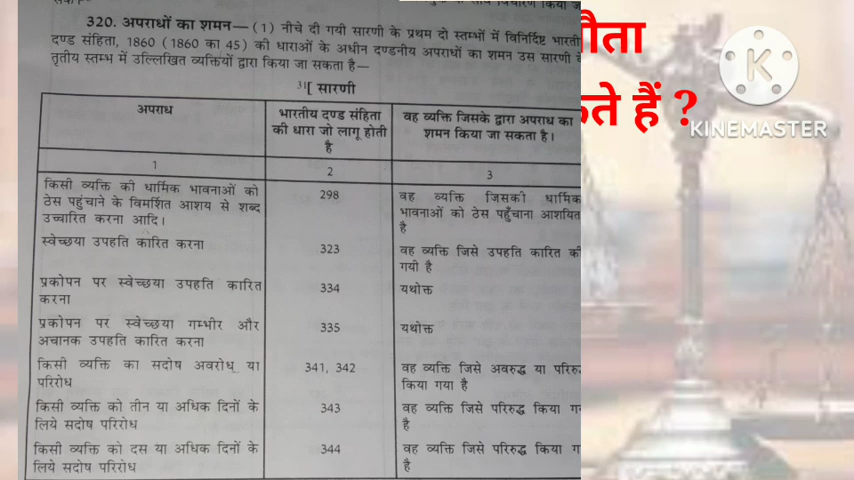 320. अपराधों का शमन—(1) नीचे दी गयी सारणी के प्रथम दो स्तम्भों में विनिर्दिष्ट
दण्ड संहिता, 1860 (1860 का 45) की धाराओं के अधीन दण्डनीय अपराधों का शमन उस सारणी
तृतीय स्तम्भ में उल्लिखित व्यक्तियों द्वारा किया जा सकता है—
31[ सारणी
अपराध
भारतीय दण्ड संहिता
की धारा जो लागू होती
है
वह व्यक्ति जिसके द्वारा अपराध का
शमन किया जा सकता है।
1
2
3
किसी व्यक्ति की धार्मिक भावनाओं को
ठेस पहुंचाने के विमर्शित आशय से शब्द
उच्चारित करना आदि।
298
वह व्यक्ति जिसकी धार्मिक
भावनाओं को ठेस पहुँचाना आशयित
है
स्वेच्छया उपहति कारित करना
323
वह व्यक्ति जिसे उपहति कारित की
गयी है
प्रकोपन पर स्वेच्छया उपहति कारित
करना
334
यथोक्त
प्रकोपन पर स्वेच्छया गम्भीर और
अचानक उपहति कारित करना
335
यथोक्त
किसी व्यक्ति का सदोष अवरोध या
परिरोध
341, 342
वह व्यक्ति जिसे अवरुद्ध या
किया गया है
किसी व्यक्ति को तीन या अधिक दिनों के
लिये सदोष परिरोध
343
वह व्यक्ति जिसे परिरुद्ध किया
है
किसी व्यक्ति को दस या अधिक दिनों के
लिये सदोष परिरोध
344
वह व्यक्ति जिसे परिरुद्ध किया
है
हैं ?
KINEMASTER